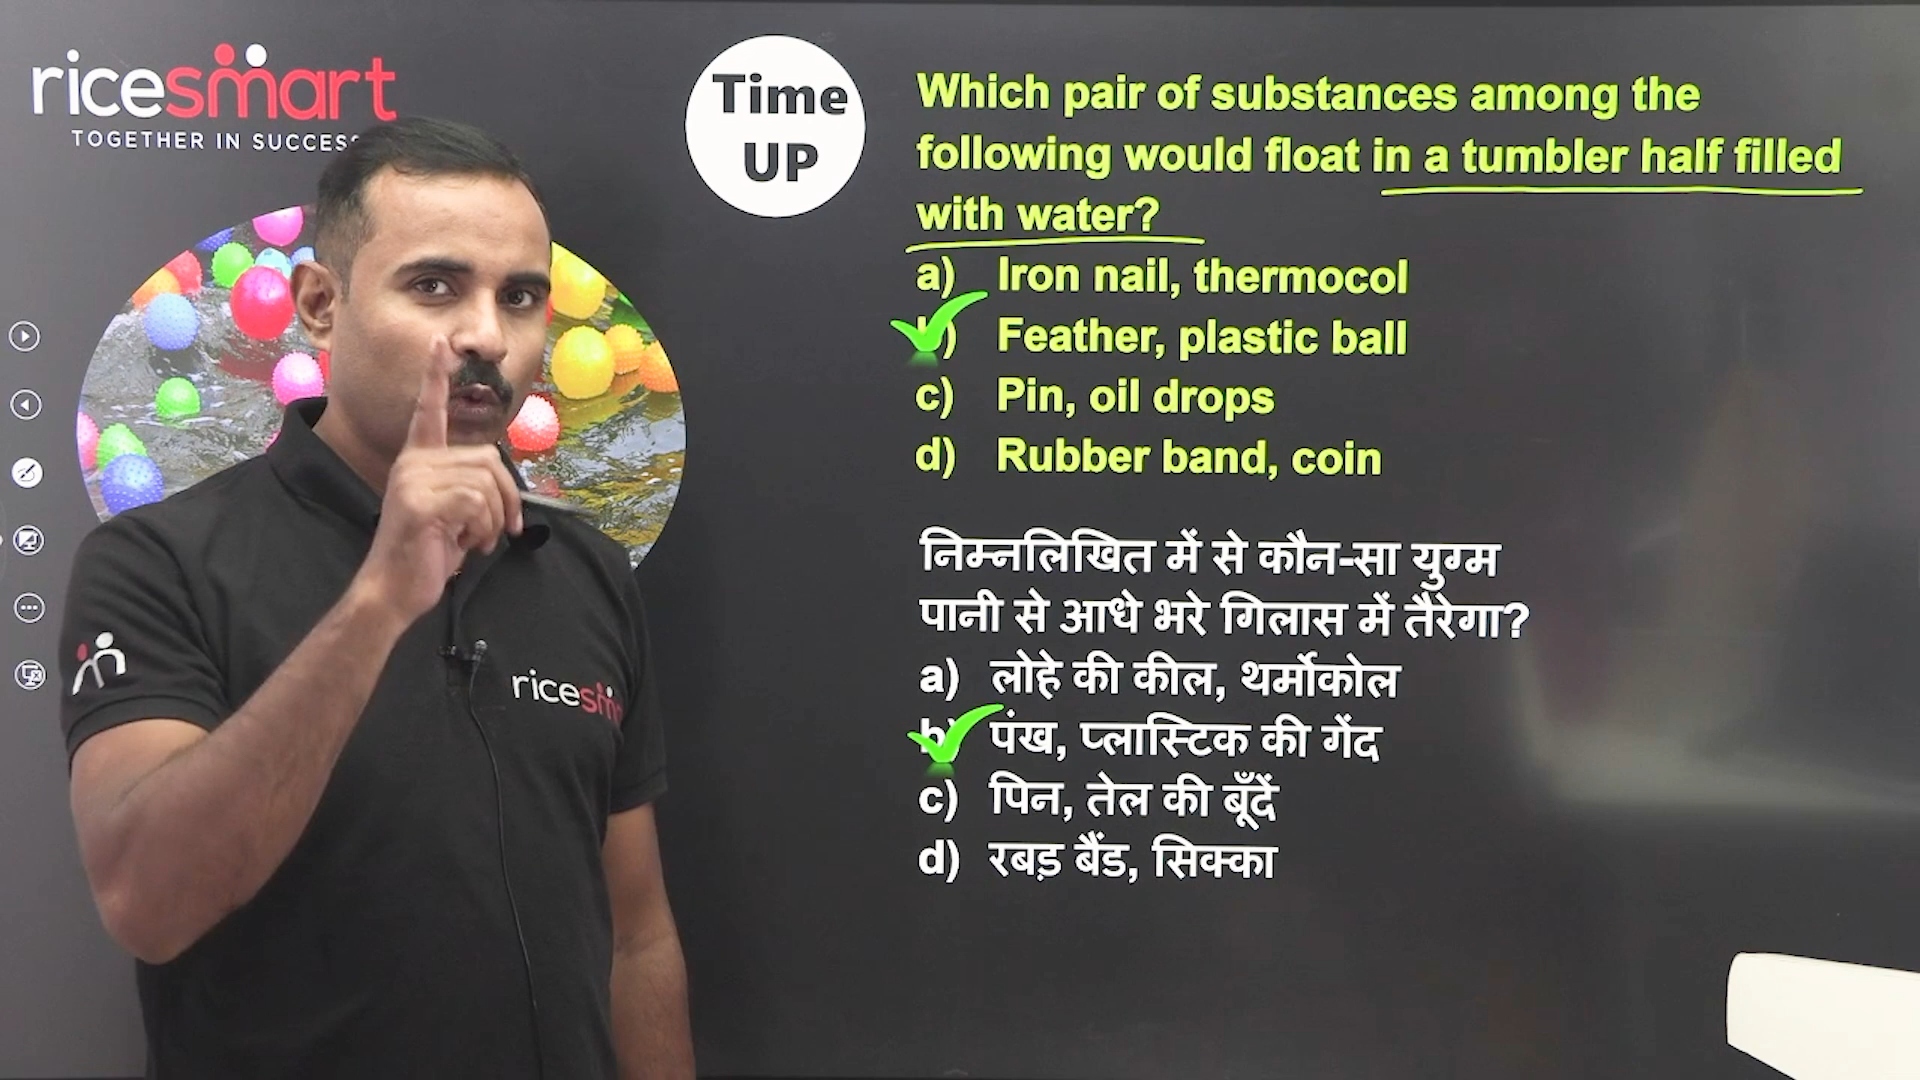 ricesmart
TOGETHER IN SUCCESS
Time
UP
Which pair of substances among the
following would float in a tumbler half filled
with water?
a) Iron nail, thermocol
b) Feather, plastic ball
c) Pin, oil drops
d) Rubber band, coin
निम्नलिखित में से कौन-सा युग्म
पानी से आधे भरे गिलास में तैरेगा?
a) लोहे की कील, थर्मोकोल
b) पंख, प्लास्टिक की गेंद
c) पिन, तेल की बूँदें
d) रबड़ बैंड, सिक्का
ricesm